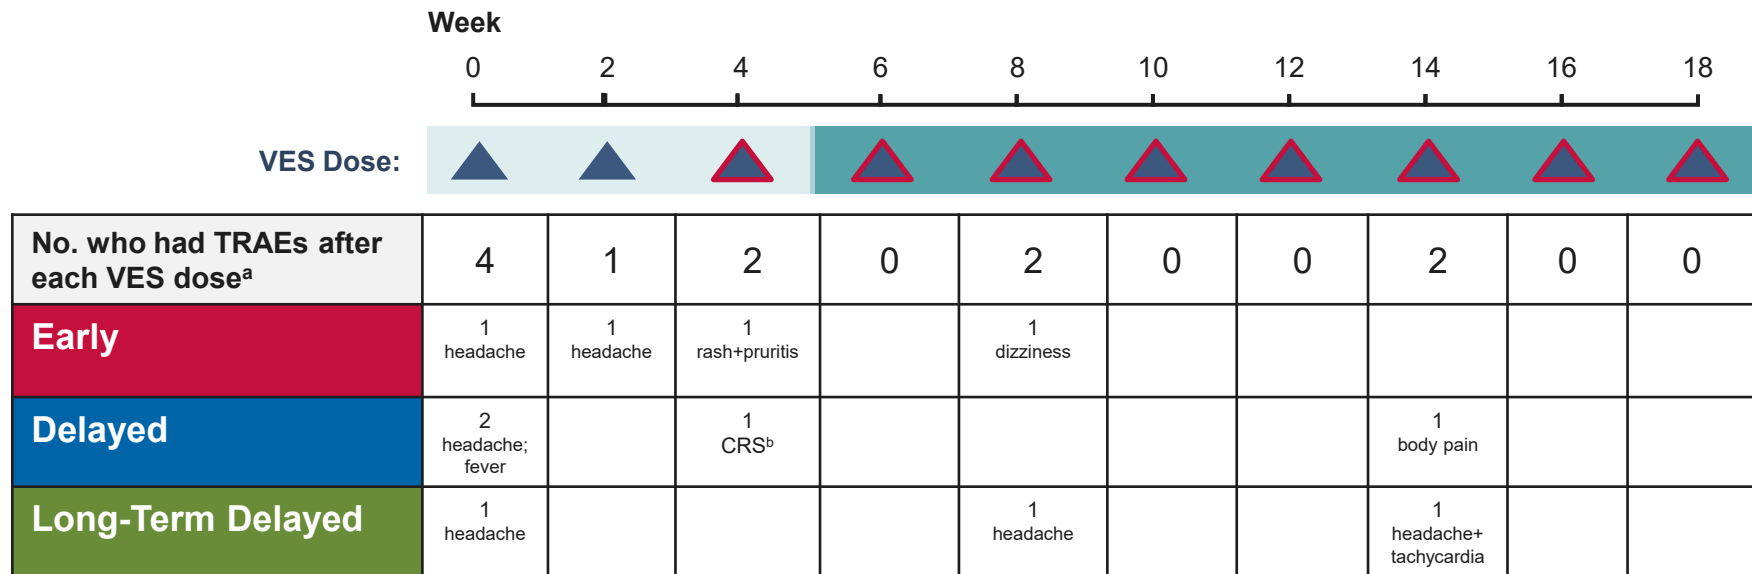 Week
0 2 4 6 8 10 12 14 16 18
VES Dose:
No. who had TRAEs after
each VES doseᵃ
4 1 2 0 2 0 0 2 0 0
Early
1 1 1 1
headache headache rash+pruritis dizziness
Delayed
2 1 1
headache; CRSᵇ body pain
fever
Long-Term Delayed
1 1 1
headache headache headache+
tachycardia